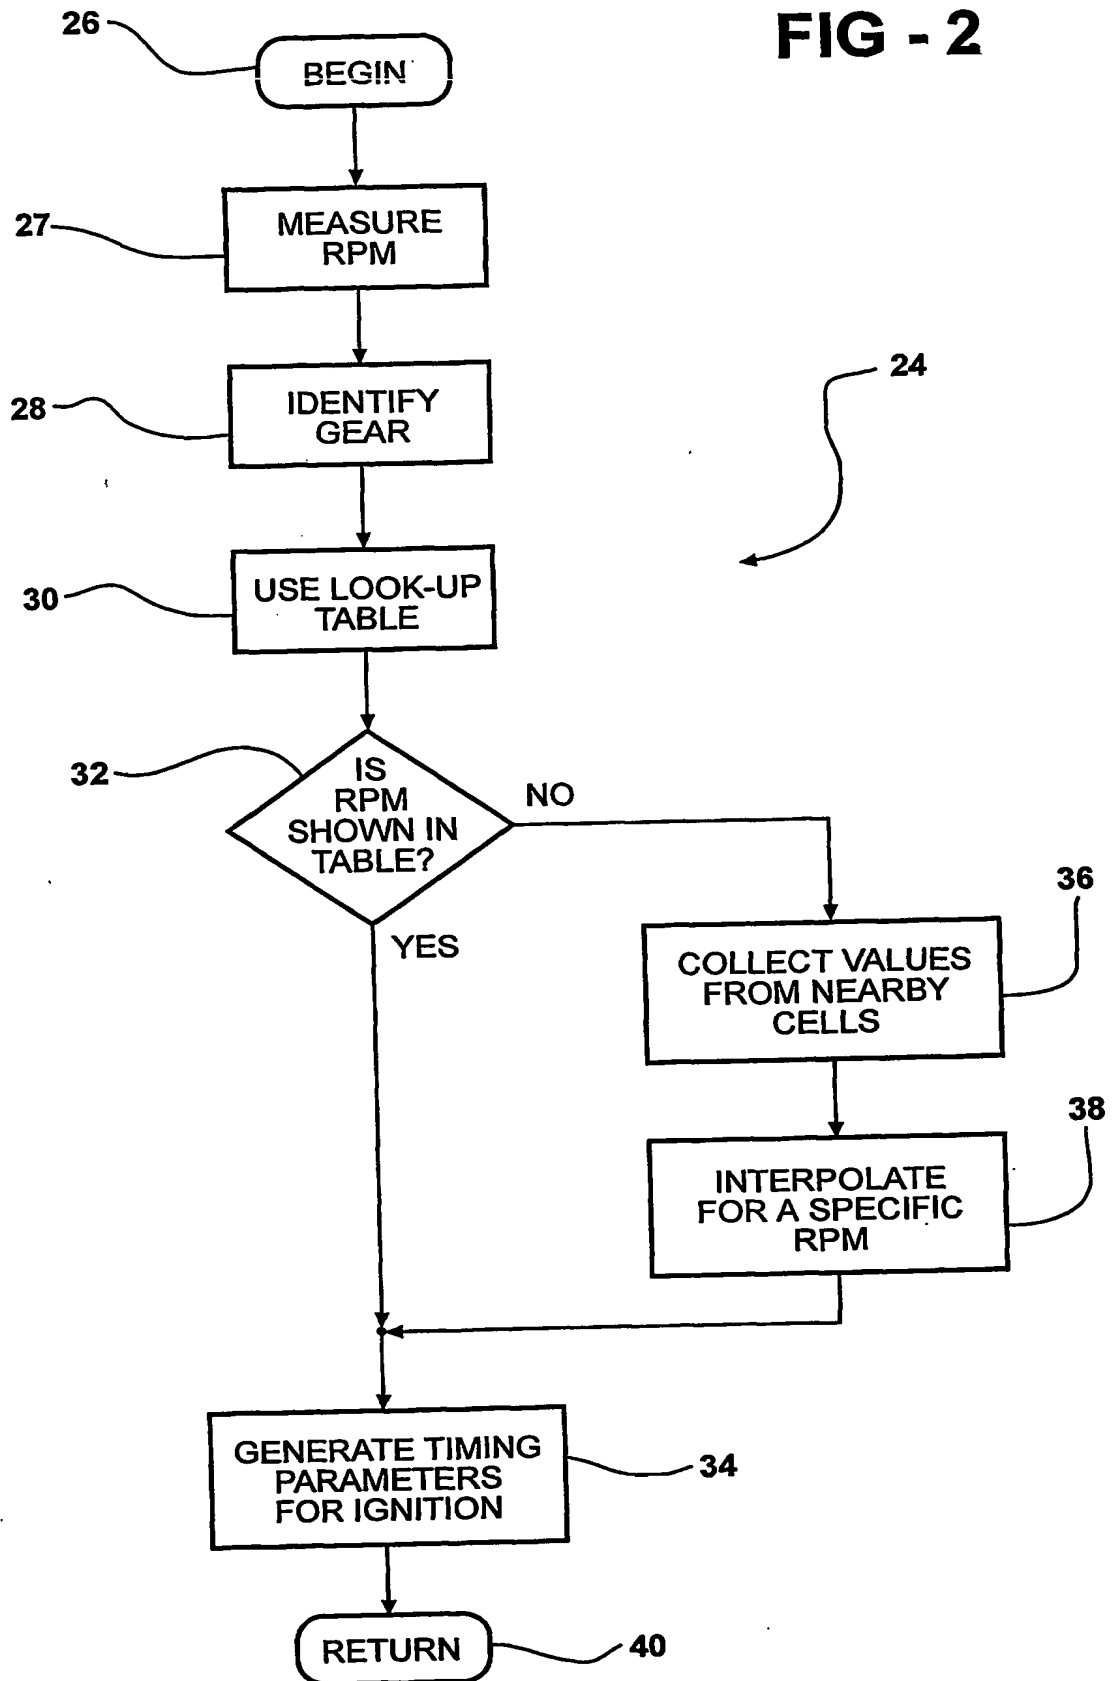 FIG - 2
26
BEGIN
27
MEASURE
RPM
24
28
IDENTIFY
GEAR
30
USE LOOK-UP
TABLE
32
IS
RPM
SHOWN IN
TABLE?
NO
YES
36
COLLECT VALUES
FROM NEARBY
CELLS
38
INTERPOLATE
FOR A SPECIFIC
RPM
GENERATE TIMING
PARAMETERS
FOR IGNITION
34
RETURN
40